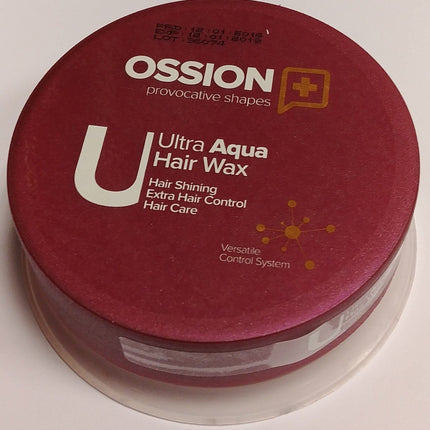 OSSION
provocative shapes
U
Ultra Aqua
Hair Wax
Hair Shining
Extra Hair Control
Hair Care
Versatile
Control System